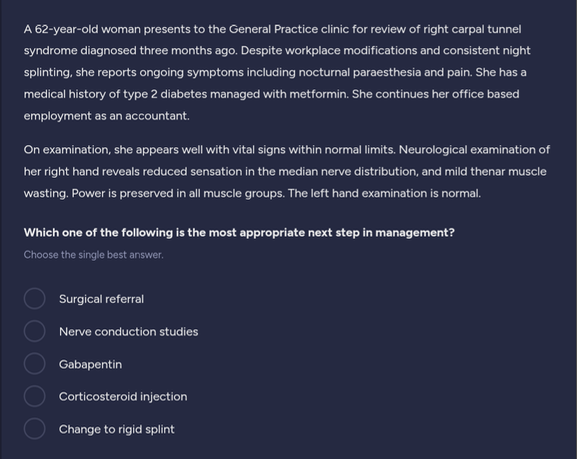 A 62-year-old woman presents to the General Practice clinic for review of right carpal tunnel
syndrome diagnosed three months ago. Despite workplace modifications and consistent night
splinting, she reports ongoing symptoms including nocturnal paraesthesia and pain. She has a
medical history of type 2 diabetes managed with metformin. She continues her office based
employment as an accountant.
On examination, she appears well with vital signs within normal limits. Neurological examination of
her right hand reveals reduced sensation in the median nerve distribution, and mild thenar muscle
wasting. Power is preserved in all muscle groups. The left hand examination is normal.
Which one of the following is the most appropriate next step in management?
Choose the single best answer.
Surgical referral
Nerve conduction studies
Gabapentin
Corticosteroid injection
Change to rigid splint